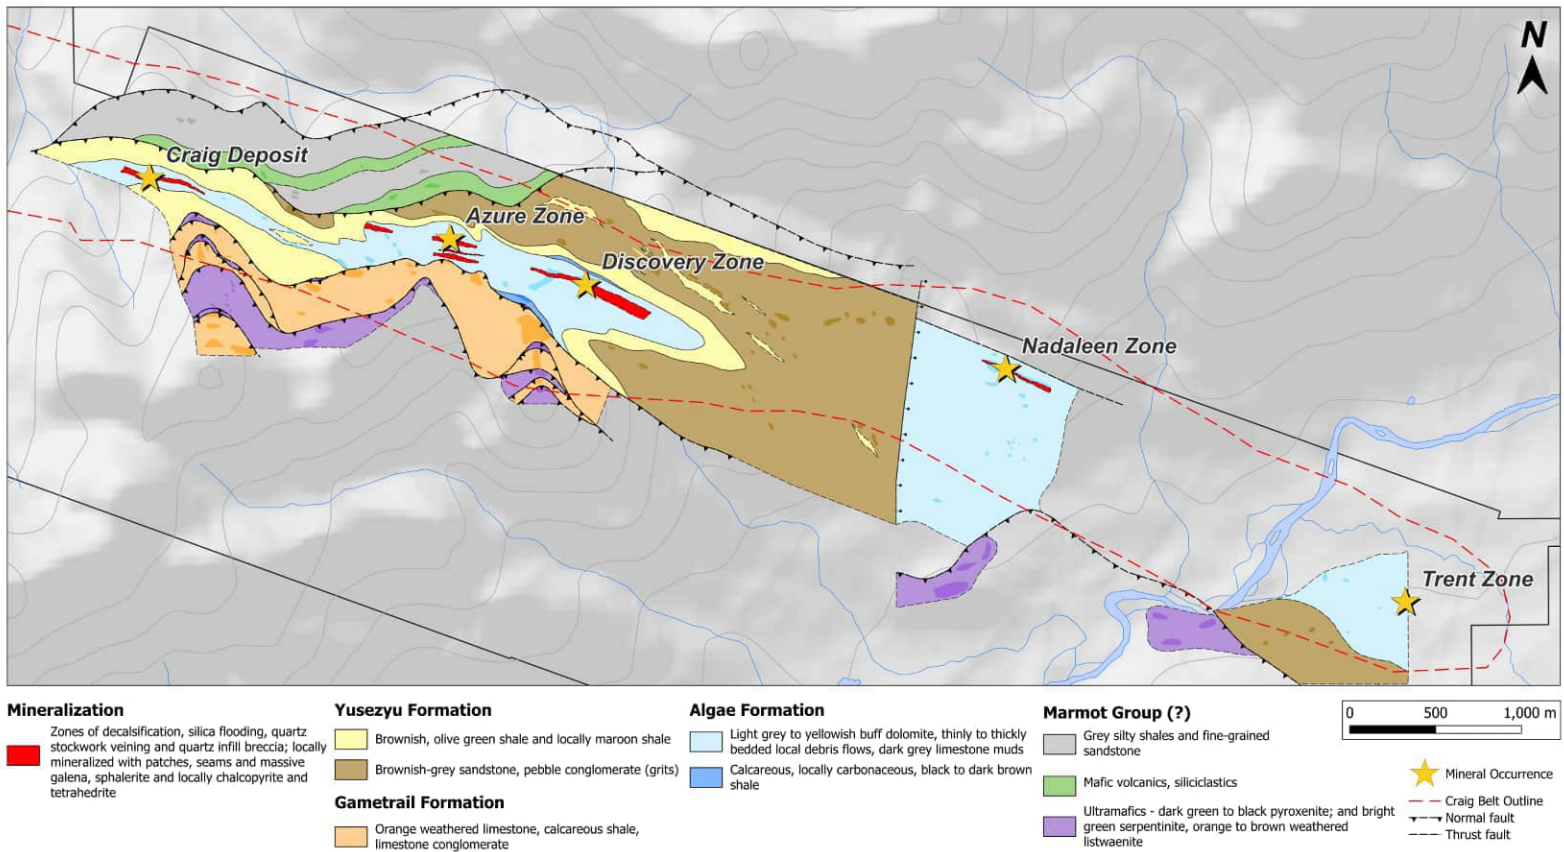 N
Craig Deposit
Azure Zone
Discovery Zone
Nadaleen Zone
Trent Zone
Mineralization
Zones of decalsification, silica flooding, quartz
stockwork veining and quartz infill breccia; locally
mineralized with patches, seams and massive
galena, sphalerite and locally chalcopyrite and
tetrahedrite
Yusezyu Formation
Brownish, olive green shale and locally maroon shale
Brownish-grey sandstone, pebble conglomerate (grits)
Gametrail Formation
Orange weathered limestone, calcareous shale,
limestone conglomerate
Algae Formation
Light grey to yellowish buff dolomite, thinly to thickly
bedded local debris flows, dark grey limestone muds
Calcareous, locally carbonaceous, black to dark brown
shale
Marmot Group (?)
Grey silty shales and fine-grained
sandstone
Mafic volcanics, siliciclastics
Ultramafics - dark green to black pyroxenite; and bright
green serpentinite, orange to brown weathered
listwaenite
0 500 1,000 m
Mineral Occurrence
Craig Belt Outline
Normal fault
Thrust fault